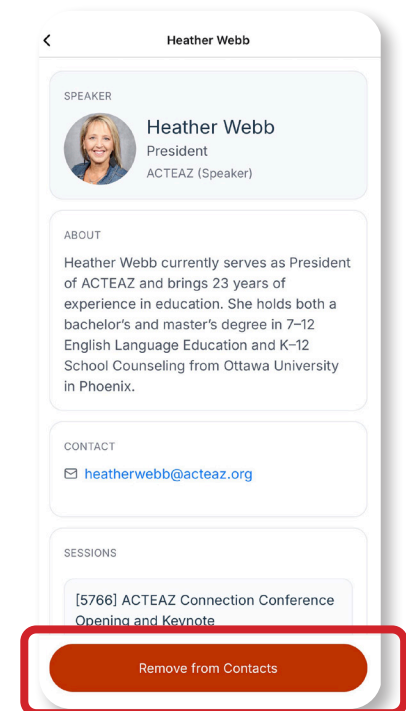 Heather Webb
SPEAKER
Heather Webb
President
ACTEAZ (Speaker)
ABOUT
Heather Webb currently serves as President
of ACTEAZ and brings 23 years of
experience in education. She holds both a
bachelor's and master's degree in 7–12
English Language Education and K–12
School Counseling from Ottawa University
in Phoenix.
CONTACT
heatherwebb@acteaz.org
SESSIONS
[5766] ACTEAZ Connection Conference
Opening and Keynote
Remove from Contacts